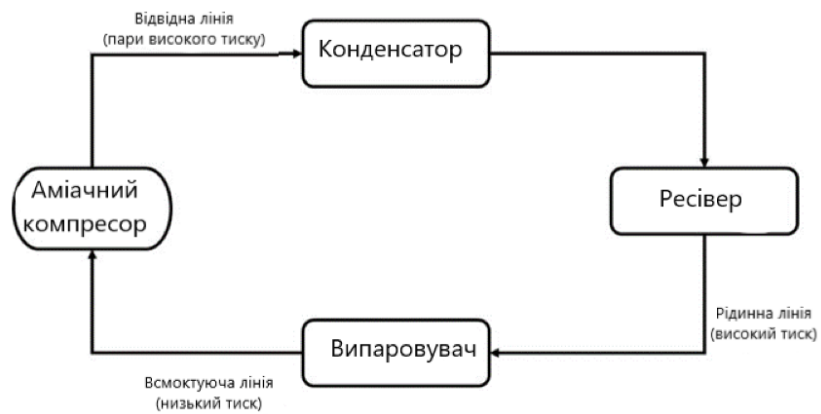 Відвідна лінія
(пари високого тиску)
Конденсатор
Аміачний
компресор
Ресівер
Рідинна лінія
(високий тиск)
Випаровувач
Всмоктуюча лінія
(низький тиск)